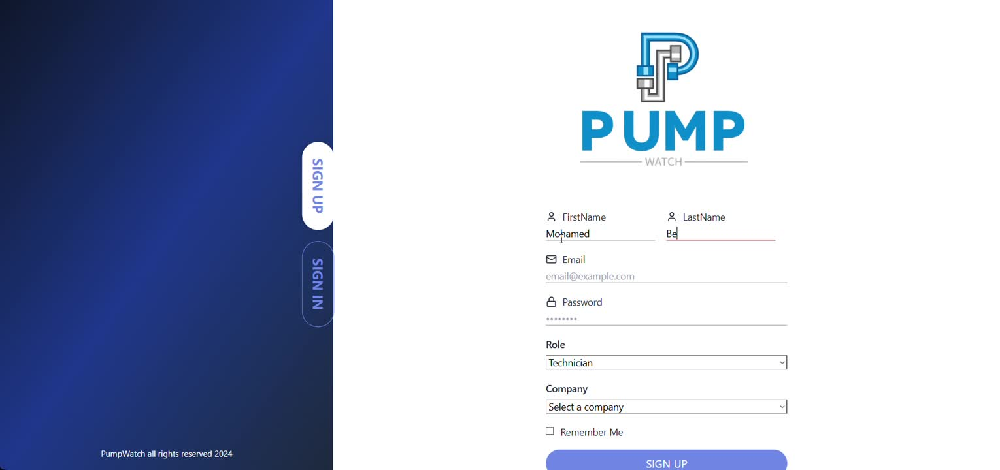 SIGN UP
SIGN IN
PumpWatch all rights reserved 2024
PUMP
WATCH
FirstName
LastName
Mohamed
Be
Email
email@example.com
Password
Role
Technician
Company
Select a company
Remember Me
SIGN UP